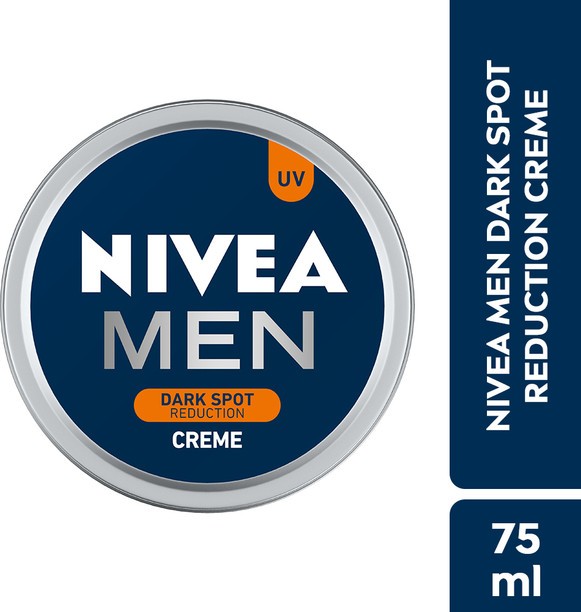 UV
NIVEA
MEN
DARK SPOT
REDUCTION
CREME
NIVEA MEN DARK SPOT
REDUCTION CREME
75
ml